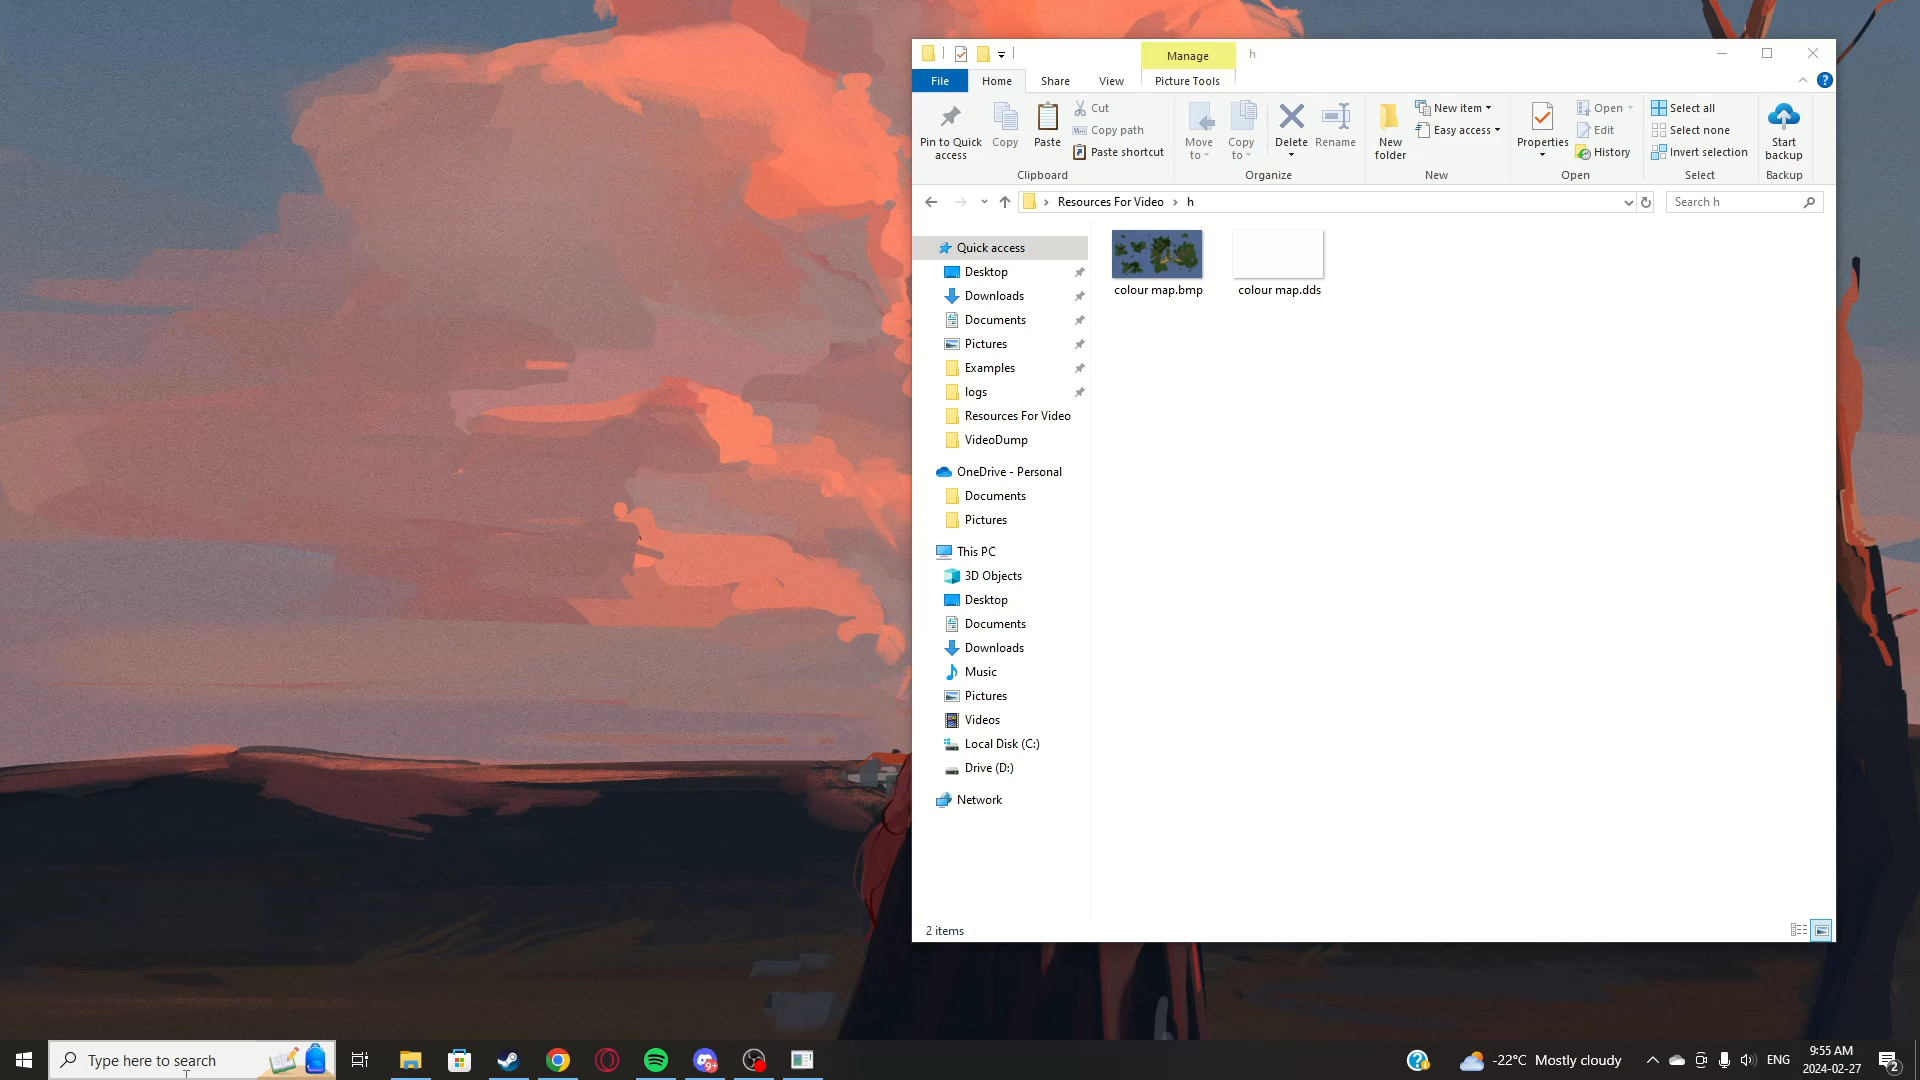 Manage
h
File
Home
Share
View
Picture Tools
Pin to Quick access
Copy
Paste
Cut
Copy path
Paste shortcut
Clipboard
Move to
Copy to
Delete
Rename
Organize
New folder
New item
Easy access
New
Properties
Open
Edit
History
Open
Select all
Select none
Invert selection
Select
Start backup
Backup
Resources For Video
h
Search h
Quick access
Desktop
Downloads
Documents
Pictures
Examples
logs
Resources For Video
VideoDump
OneDrive - Personal
Documents
Pictures
This PC
3D Objects
Desktop
Documents
Downloads
Music
Pictures
Videos
Local Disk (C:)
Drive (D:)
Network
colour map.bmp
colour map.dds
2 items
Type here to search
9+
-22°C Mostly cloudy
ENG
9:55 AM
2024-02-27
2